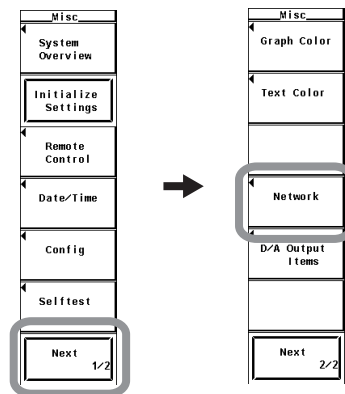 Misc
System
Overview
Initialize
Settings
Remote
Control
Date/Time
Config
Selftest
Next
1/2
Misc
Graph Color
Text Color
Network
D/A Output
Items
Next
2/2